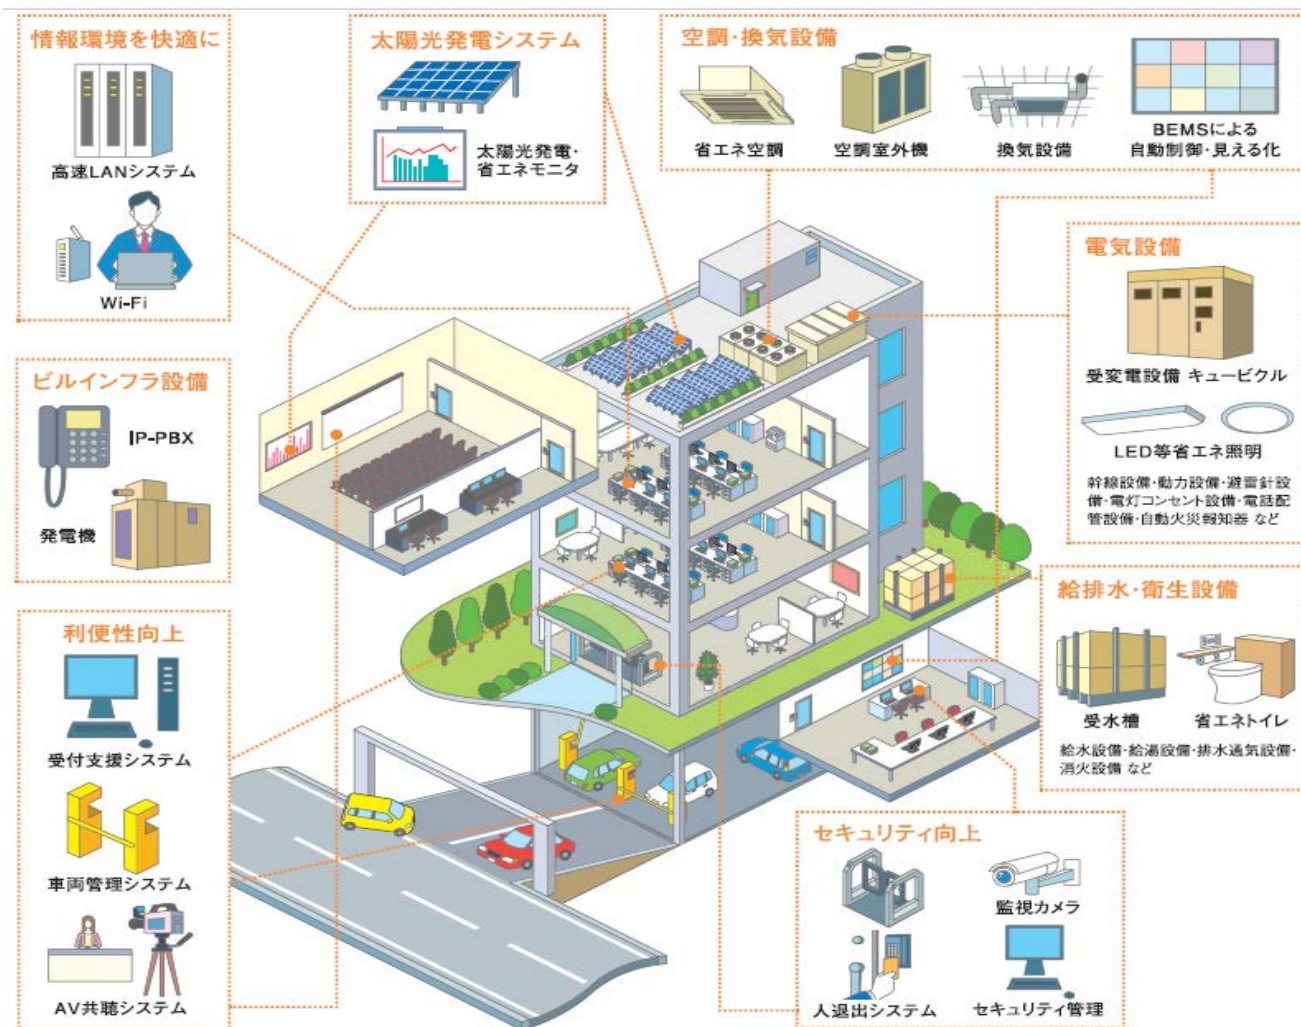 情報環境を快適に
高速LANシステム
Wi-Fi
太陽光発電システム
太陽光発電・
省エネモニタ
空調・換気設備
省エネ空調
空調室外機
換気設備
BEMSによる
自動制御・見える化
電気設備
受変電設備 キュービクル
LED等省エネ照明
幹線設備・動力設備・避雷針設
備・電灯コンセント設備・電話配
管設備・自動火災報知器 など
ビルインフラ設備
IP-PBX
発電機
給排水・衛生設備
受水槽
省エネトイレ
給水設備・給湯設備・排水通気設備・
消火設備 など
利便性向上
受付支援システム
車両管理システム
AV共聴システム
セキュリティ向上
監視カメラ
人退出システム
セキュリティ管理